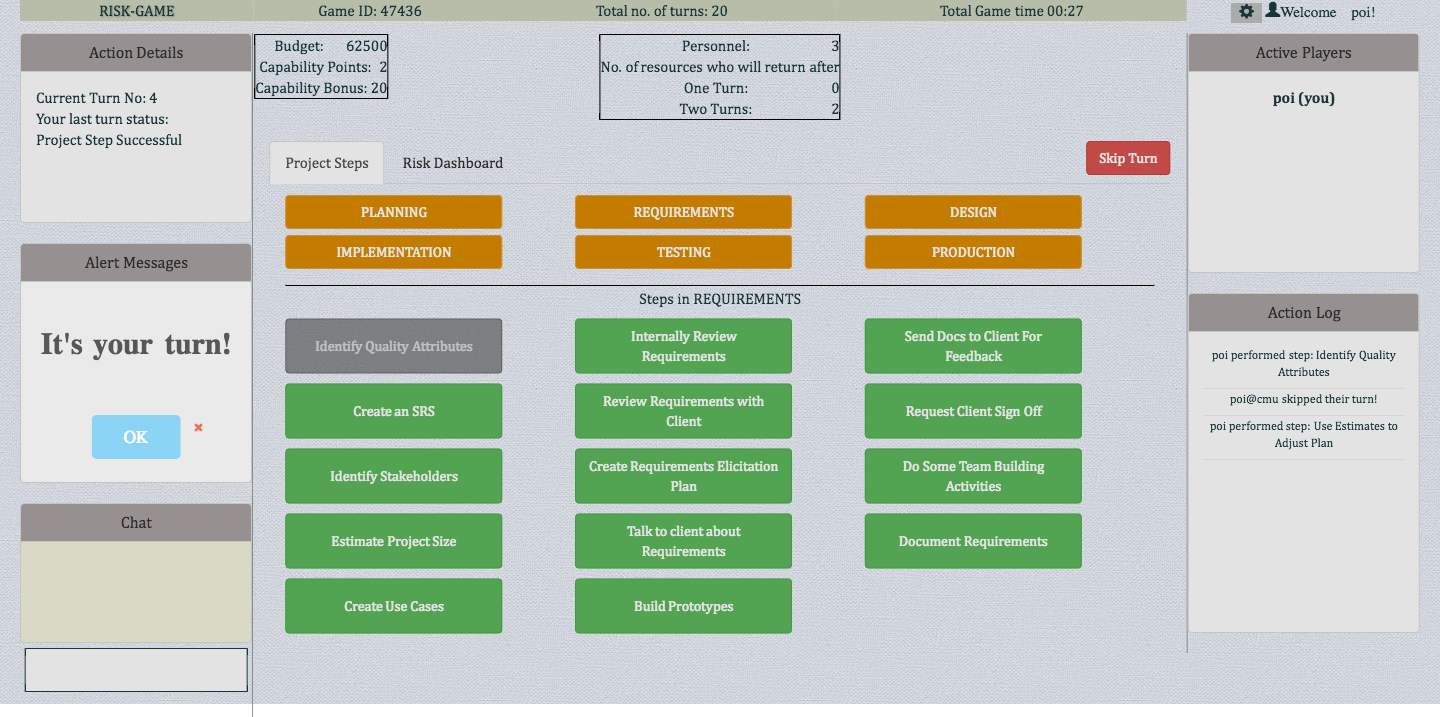 RISK-GAME
Game ID: 47436
Total no. of turns: 20
Total Game time 00:27
Welcome poi!
Action Details
Current Turn No: 4
Your last turn status:
Project Step Successful
Alert Messages
It's your turn!
OK
Chat
Budget: 62500
Capability Points: 2
Capability Bonus: 20
Personnel: 3
No. of resources who will return after
One Turn: 0
Two Turns: 2
Project Steps
Risk Dashboard
Skip Turn
PLANNING
REQUIREMENTS
DESIGN
IMPLEMENTATION
TESTING
PRODUCTION
Steps in REQUIREMENTS
Identify Quality Attributes
Internally Review
Requirements
Send Docs to Client For
Feedback
Create an SRS
Review Requirements with
Client
Request Client Sign Off
Identify Stakeholders
Create Requirements Elicitation
Plan
Do Some Team Building
Activities
Estimate Project Size
Talk to client about
Requirements
Document Requirements
Create Use Cases
Build Prototypes
Active Players
poi (you)
Action Log
poi performed step: Identify Quality
Attributes
poi@cmu skipped their turn!
poi performed step: Use Estimates to
Adjust Plan